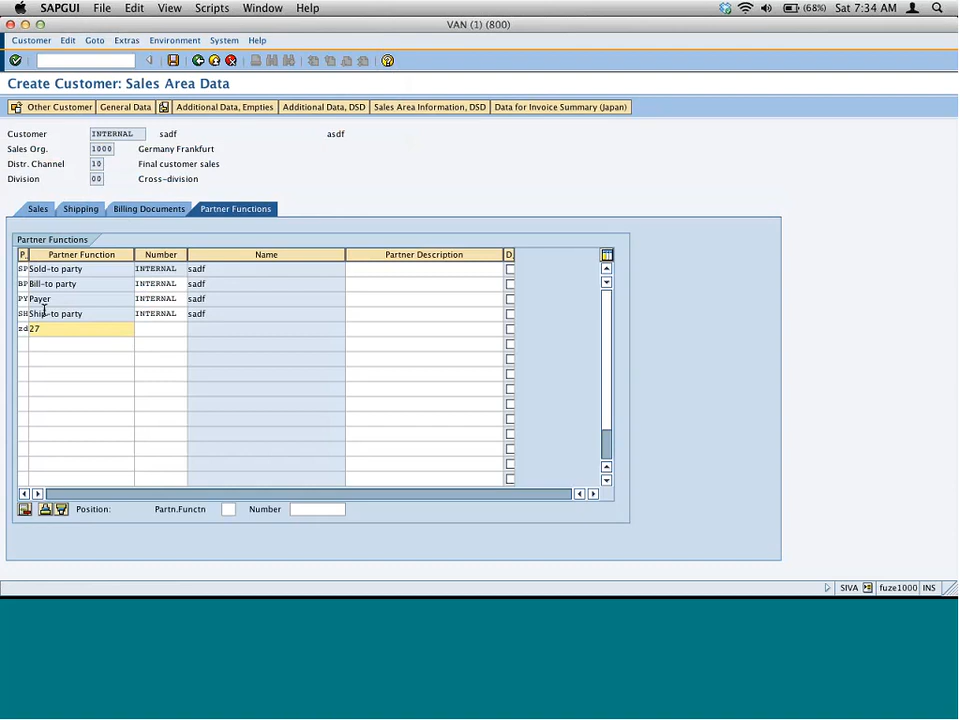 SAPGUI File Edit View Scripts Window Help (68%) Sat 7:34 AM
VAN (1) (800)
Customer Edit Goto Extras Environment System Help
Create Customer: Sales Area Data
Other Customer General Data Additional Data, Empties Additional Data, DSD Sales Area Information, DSD Data for Invoice Summary (Japan)
Customer INTERNAL sadf asdf
Sales Org. 1000 Germany Frankfurt
Distr. Channel 10 Final customer sales
Division 00 Cross-division
Sales Shipping Billing Documents Partner Functions
Partner Functions
P. Partner Function Number Name Partner Description D
SP Sold-to party INTERNAL sadf
BP Bill-to party INTERNAL sadf
PY Payer INTERNAL sadf
SH Ship-to party INTERNAL sadf
zd 27
Position: Partn.Functn Number
SIVA fuze1000 INS